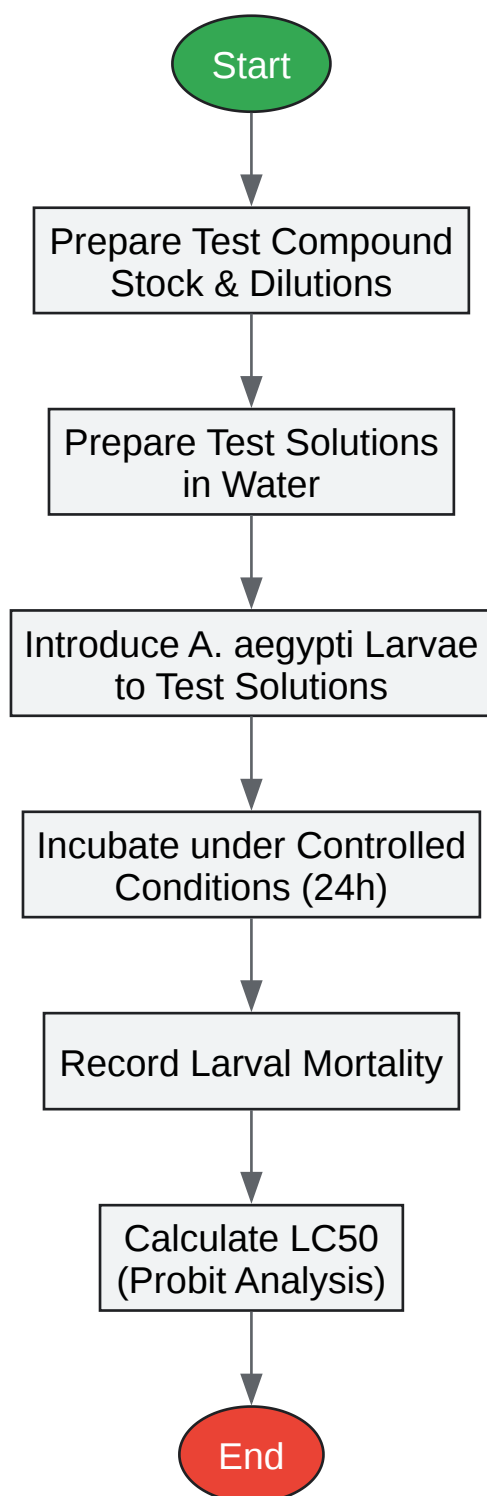 Start
Prepare Test Compound
Stock & Dilutions
Prepare Test Solutions
in Water
Introduce A. aegypti Larvae
to Test Solutions
Incubate under Controlled
Conditions (24h)
Record Larval Mortality
Calculate LC50
(Probit Analysis)
End